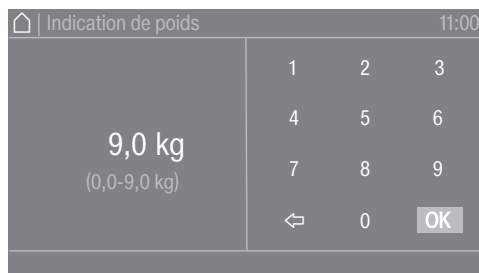 | Indication de poids 11:00
9,0 kg
(0,0-9,0 kg)
1 2 3
4 5 6
7 8 9
0 OK